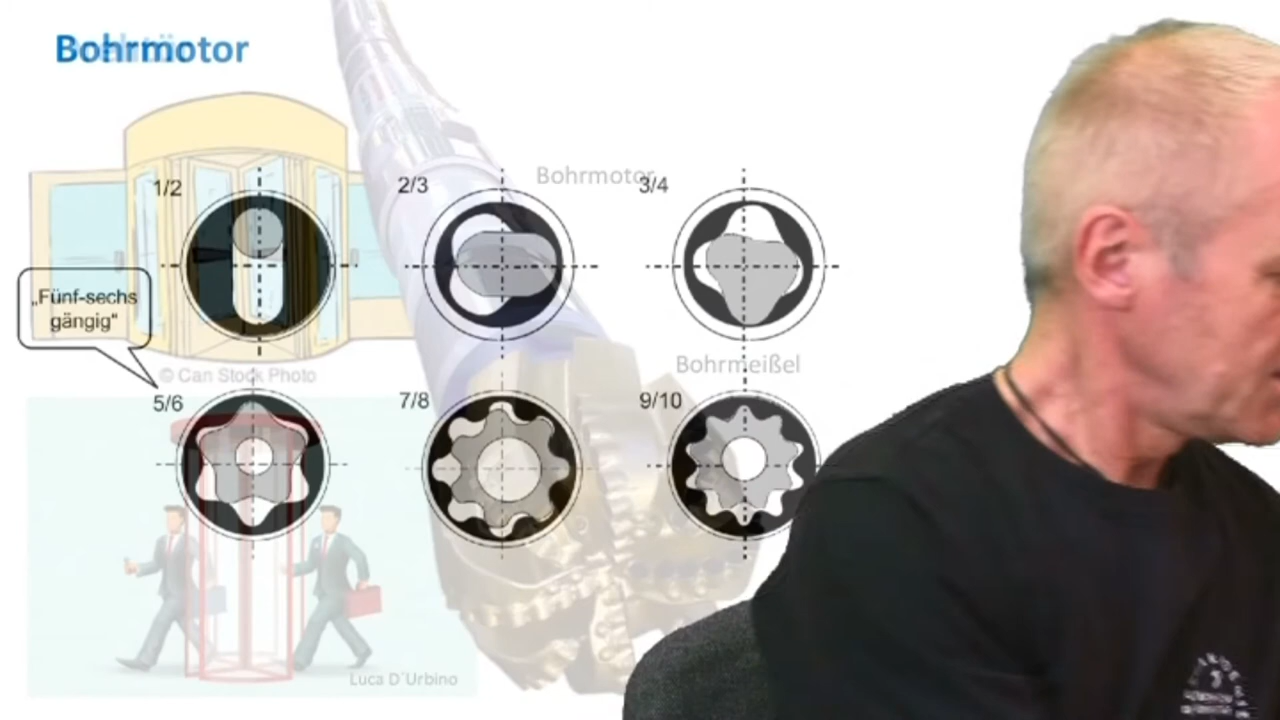 Bohrmotor
1/2
2/3
Bohrmotor
3/4
„Fünf-sechs
gängig“
Bohrmeißel
© Can Stock Photo
5/6
7/8
9/10
Luca D´Urbino